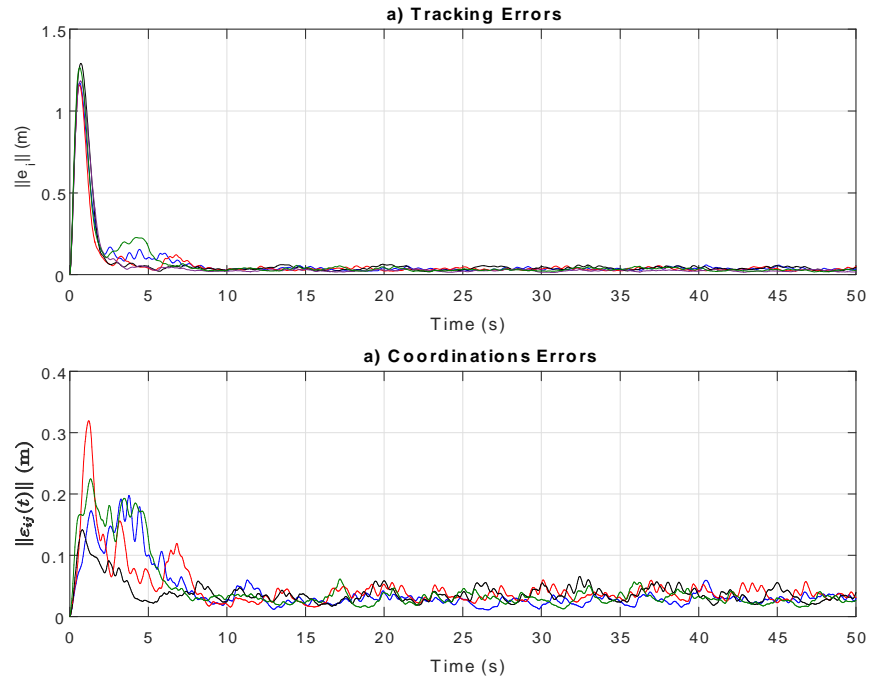 a) Tracking Errors
1.5
1
0.5
0
||e_i|| (m)
0 5 10 15 20 25 30 35 40 45 50
Time (s)
a) Coordinations Errors
0.4
0.3
0.2
0.1
0
||ε_ij(t)|| (m)
0 5 10 15 20 25 30 35 40 45 50
Time (s)